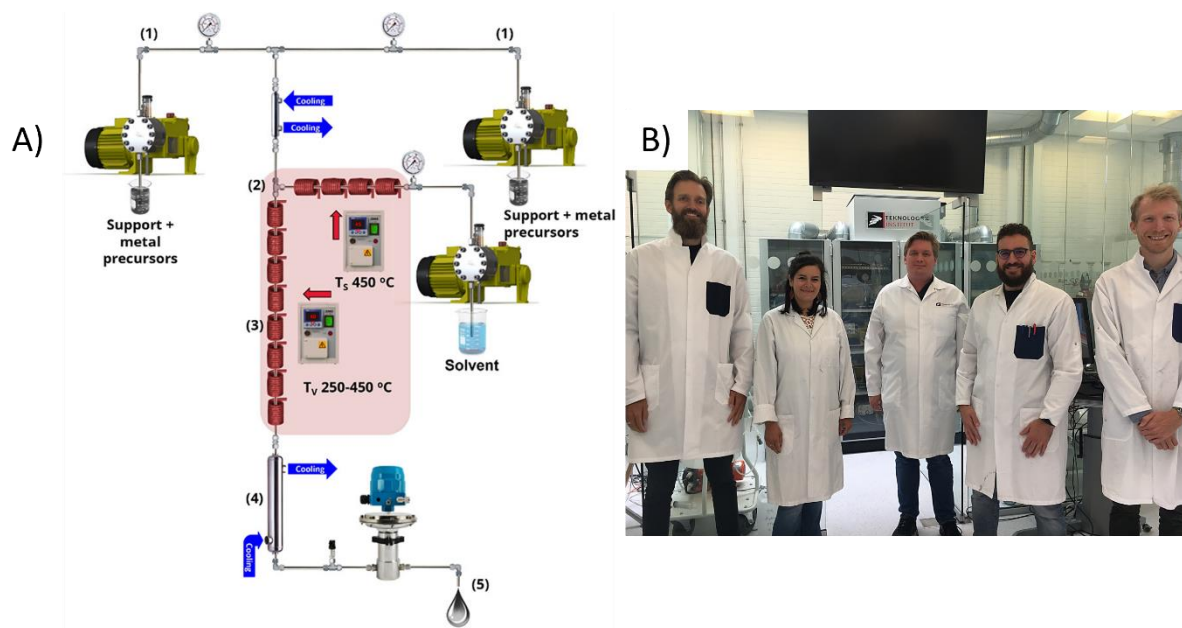 A)
(1)
(1)
Cooling
Cooling
(2)
Support +
metal
precursors
Support + metal
precursors
TS 450 ºC
Solvent
(3)
TV 250-450 ºC
Cooling
(4)
Cooling
(5)
B)
TEKNOLOGISK
INSTITUT